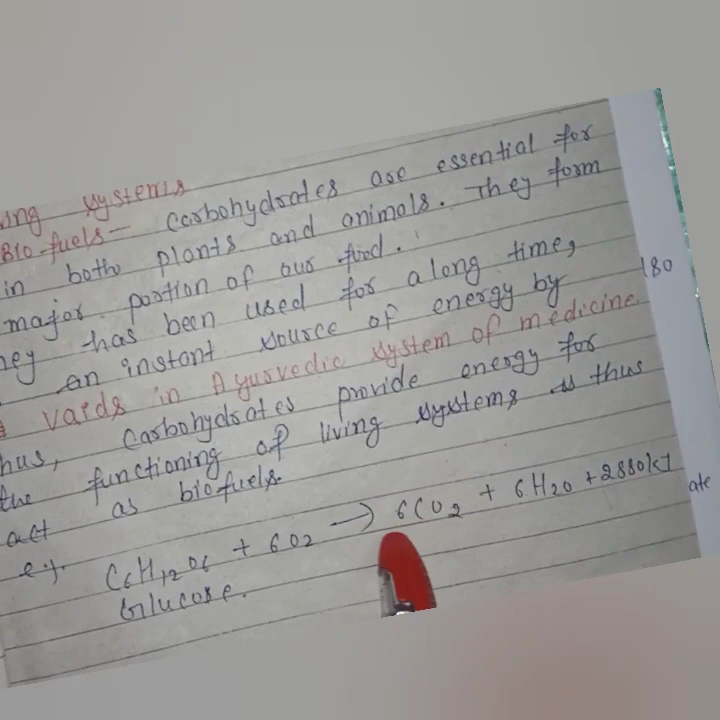 systems
Bio-fuels- Carbohydrates are essential for
in both plants and animals. They form
major portion of our food.
has been used for a long time,
an instant source of energy by
Vaids in Ayurvedic system of medicine
180
hus, Carbohydrates provide energy for
the functioning of living systems thus
act as biofuels.
eg. C6H12O6 + 6O2 → 6CO2 + 6H2O + 2880kJ
ate
Glucose.